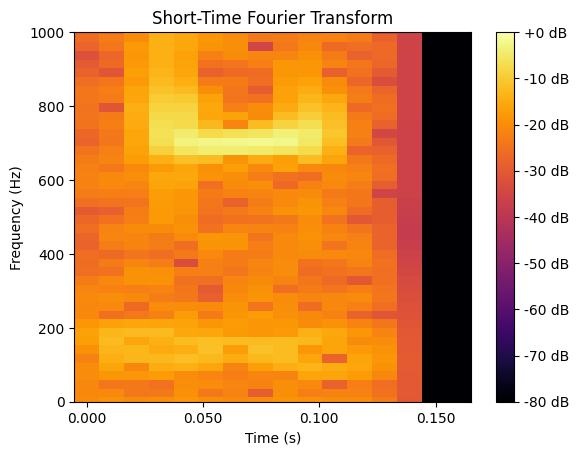 Short-Time Fourier Transform
1000
800
600
400
200
0
Frequency (Hz)
0.000
0.050
0.100
0.150
Time (s)
+0 dB
-10 dB
-20 dB
-30 dB
-40 dB
-50 dB
-60 dB
-70 dB
-80 dB